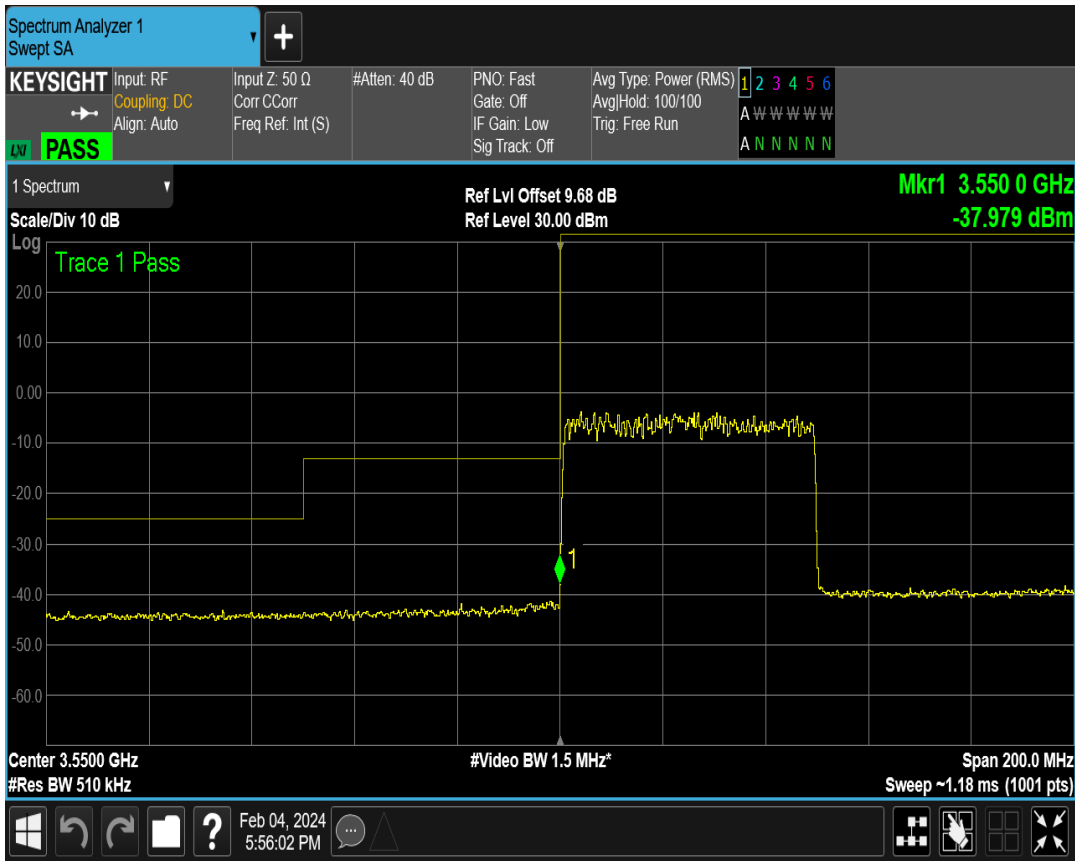 Spectrum Analyzer 1
Swept SA
+
KEYSIGHT
LXI PASS
Input: RF
Coupling: DC
Align: Auto
Input Z: 50 Ω
Corr CCorr
Freq Ref: Int (S)
#Atten: 40 dB
PNO: Fast
Gate: Off
IF Gain: Low
Sig Track: Off
Avg Type: Power (RMS)
Avg|Hold: 100/100
Trig: Free Run
1 2 3 4 5 6
A W W W W W
A N N N N N
1 Spectrum
Scale/Div 10 dB
Ref Lvl Offset 9.68 dB
Ref Level 30.00 dBm
Mkr1 3.550 0 GHz
-37.979 dBm
Log
Trace 1 Pass
20.0
10.0
0.00
-10.0
-20.0
-30.0
1
-40.0
-50.0
-60.0
Center 3.5500 GHz
#Video BW 1.5 MHz*
Span 200.0 MHz
#Res BW 510 kHz
Sweep ~1.18 ms (1001 pts)
?
Feb 04, 2024
5:56:02 PM